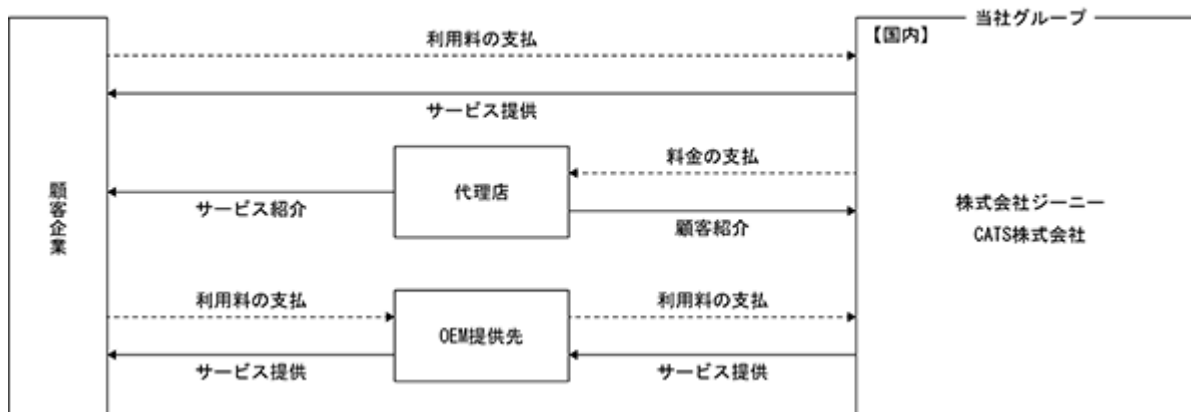 当社グループ
【国内】
利用料の支払
サービス提供
料金の支払
代理店
サービス紹介
顧客紹介
顧客企業
株式会社ジーニー
CATS株式会社
利用料の支払
利用料の支払
OEM提供先
サービス提供
サービス提供